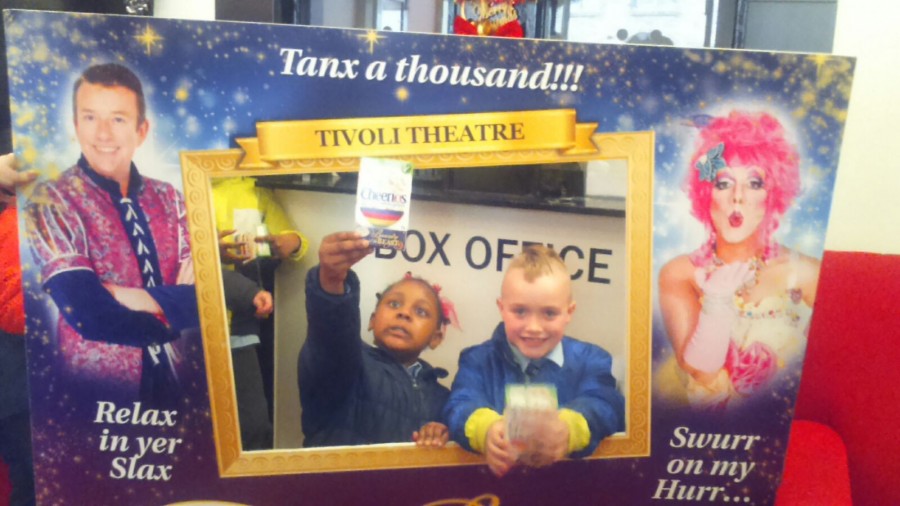 Tanx a thousand!!!
TIVOLI THEATRE
Cheerios
BOX OFFICE
Relax
in yer
Slax
Swurr
on my
Hurr...